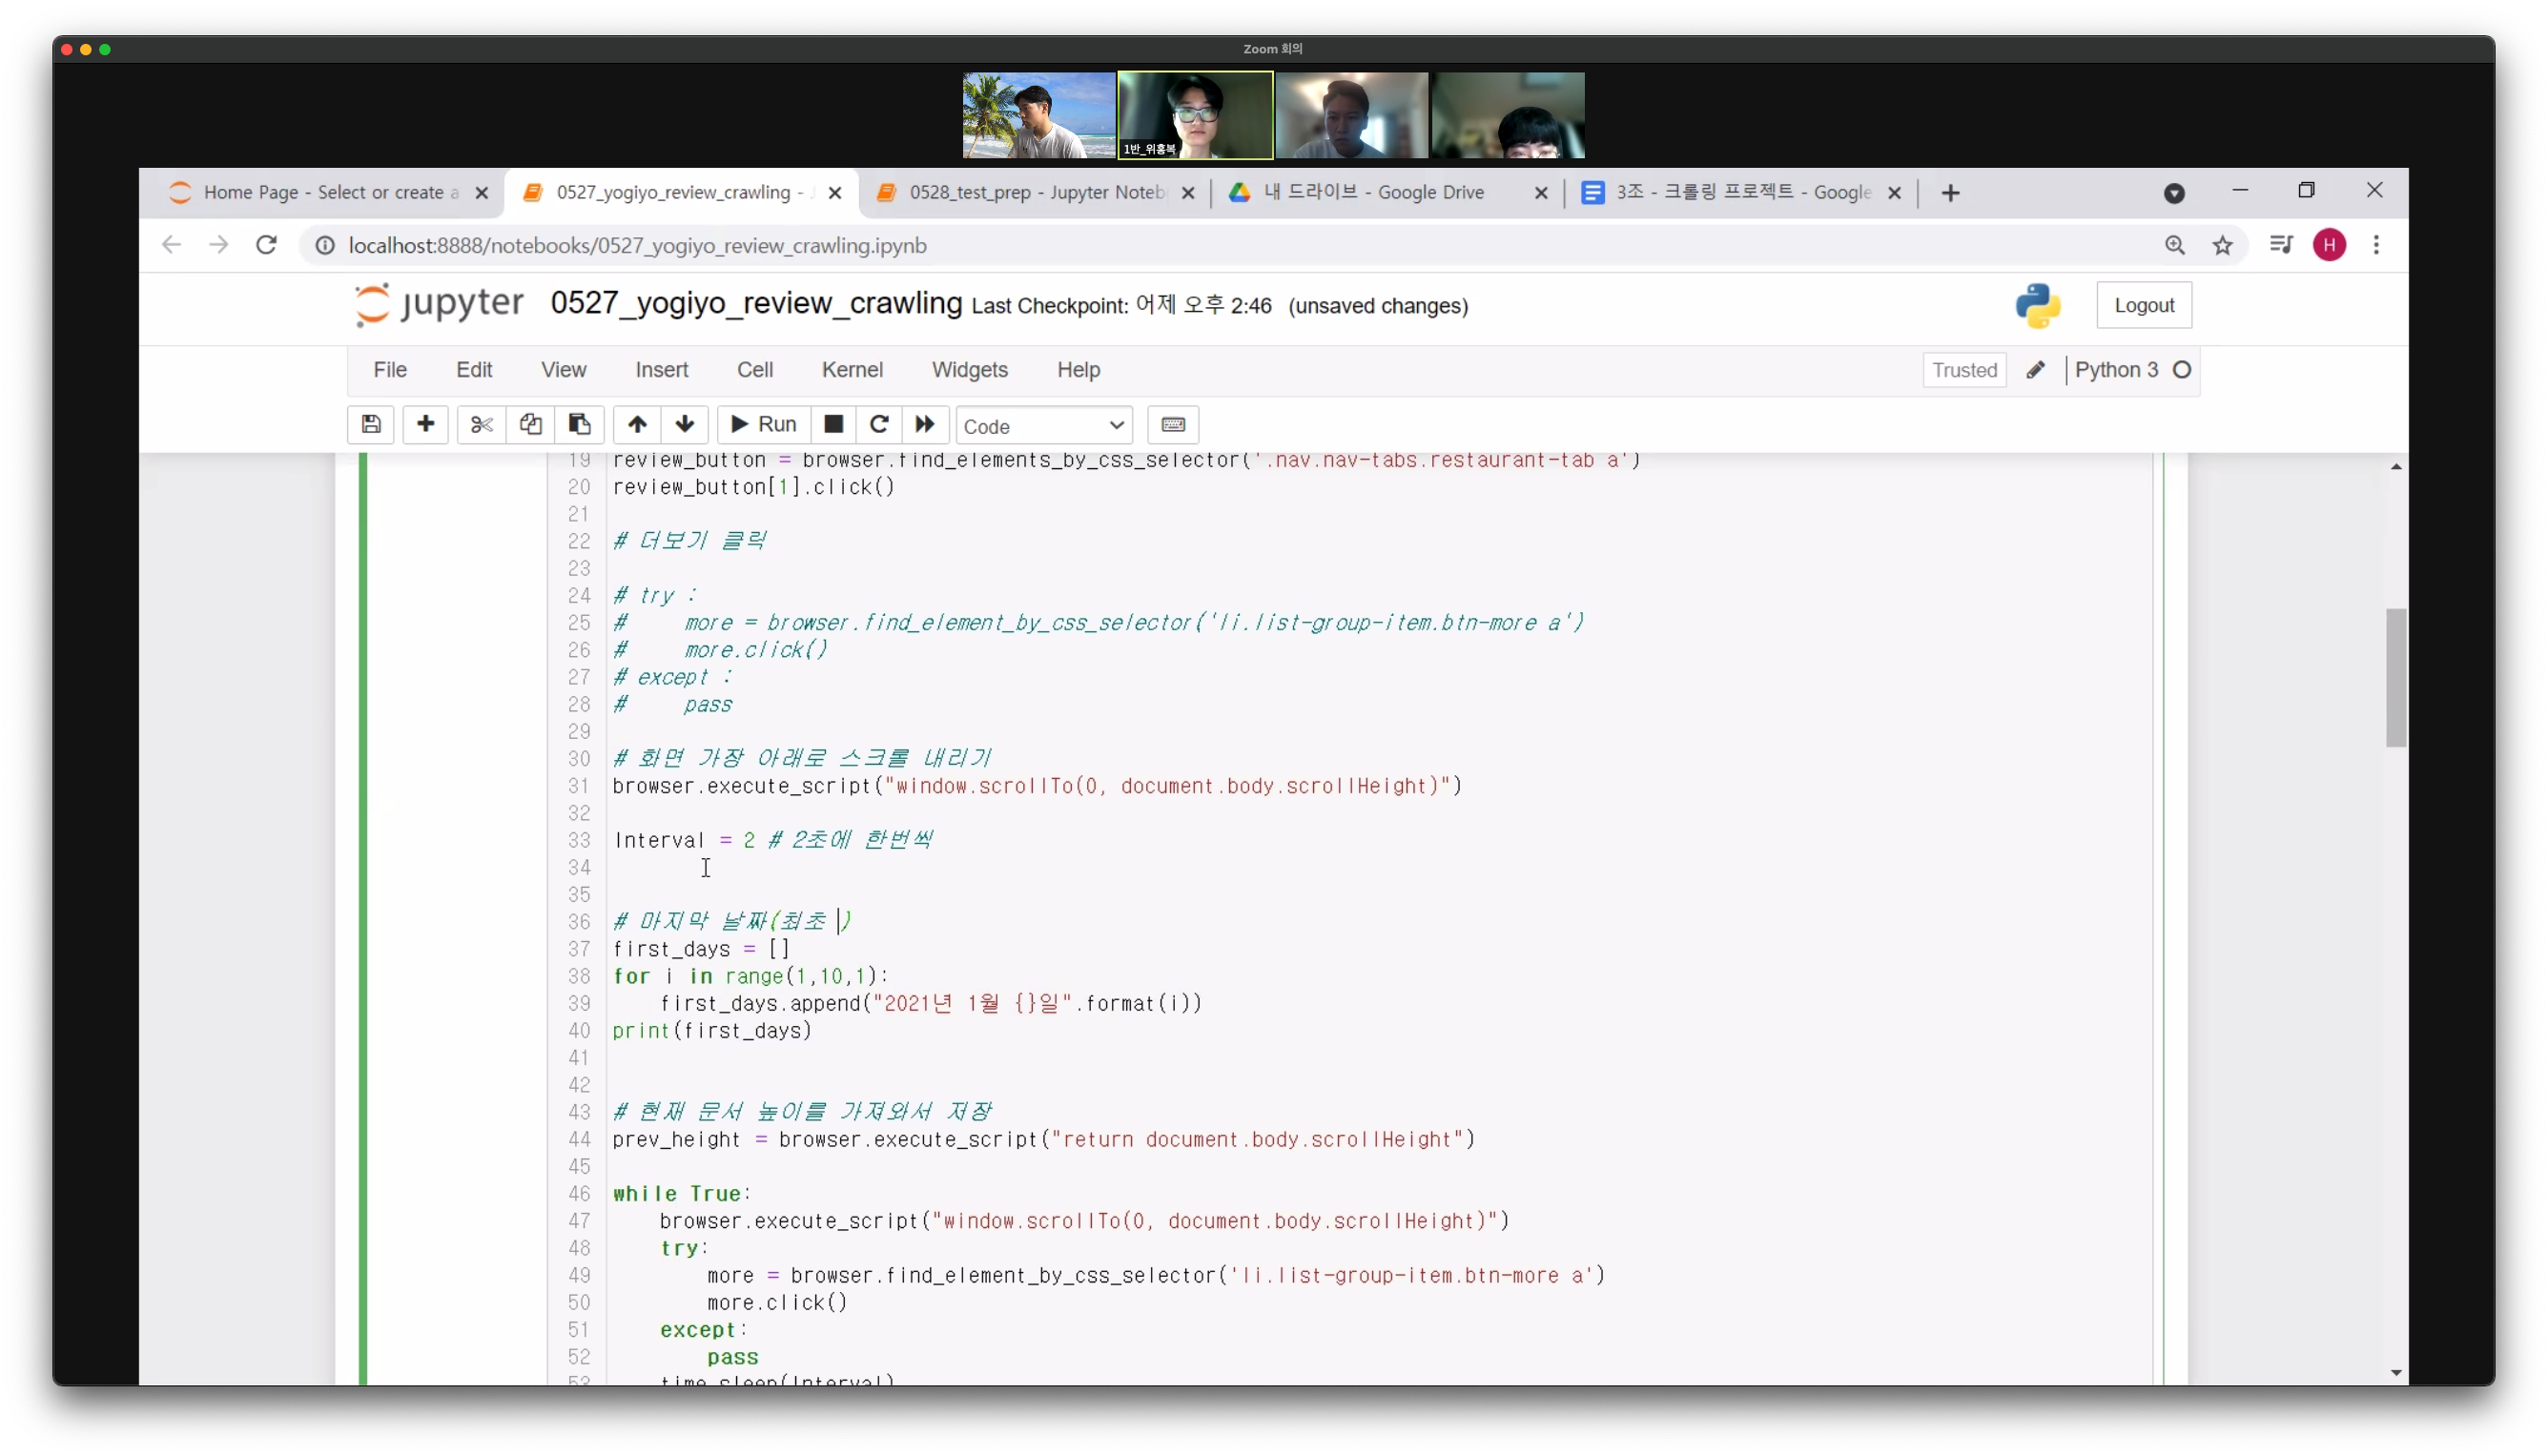 Zoom 회의
1반_위홍복
Home Page - Select or create a
0527_yogiyo_review_crawling -
0528_test_prep - Jupyter Noteb
내 드라이브 - Google Drive
3조 - 크롤링 프로젝트 - Google
localhost:8888/notebooks/0527_yogiyo_review_crawling.ipynb
H
jupyter 0527_yogiyo_review_crawling Last Checkpoint: 어제 오후 2:46 (unsaved changes)
Logout
File Edit View Insert Cell Kernel Widgets Help
Trusted
Python 3
Run
Code
19 review_button = browser.find_elements_by_css_selector('.nav.nav-tabs.restaurant-tab a')
20 review_button[1].click()
21
22 # 더보기 클릭
23
24 # try :
25 #     more = browser.find_element_by_css_selector('li.list-group-item.btn-more a')
26 #     more.click()
27 # except :
28 #     pass
29
30 # 화면 가장 아래로 스크롤 내리기
31 browser.execute_script("window.scrollTo(0, document.body.scrollHeight)")
32
33 Interval = 2 # 2초에 한번씩
34
35
36 # 마지막 날짜(최초 )
37 first_days = []
38 for i in range(1,10,1):
39     first_days.append("2021년 1월 {}일".format(i))
40 print(first_days)
41
42
43 # 현재 문서 높이를 가져와서 저장
44 prev_height = browser.execute_script("return document.body.scrollHeight")
45
46 while True:
47     browser.execute_script("window.scrollTo(0, document.body.scrollHeight)")
48     try:
49         more = browser.find_element_by_css_selector('li.list-group-item.btn-more a')
50         more.click()
51     except:
52         pass
53     time.sleep(Interval)